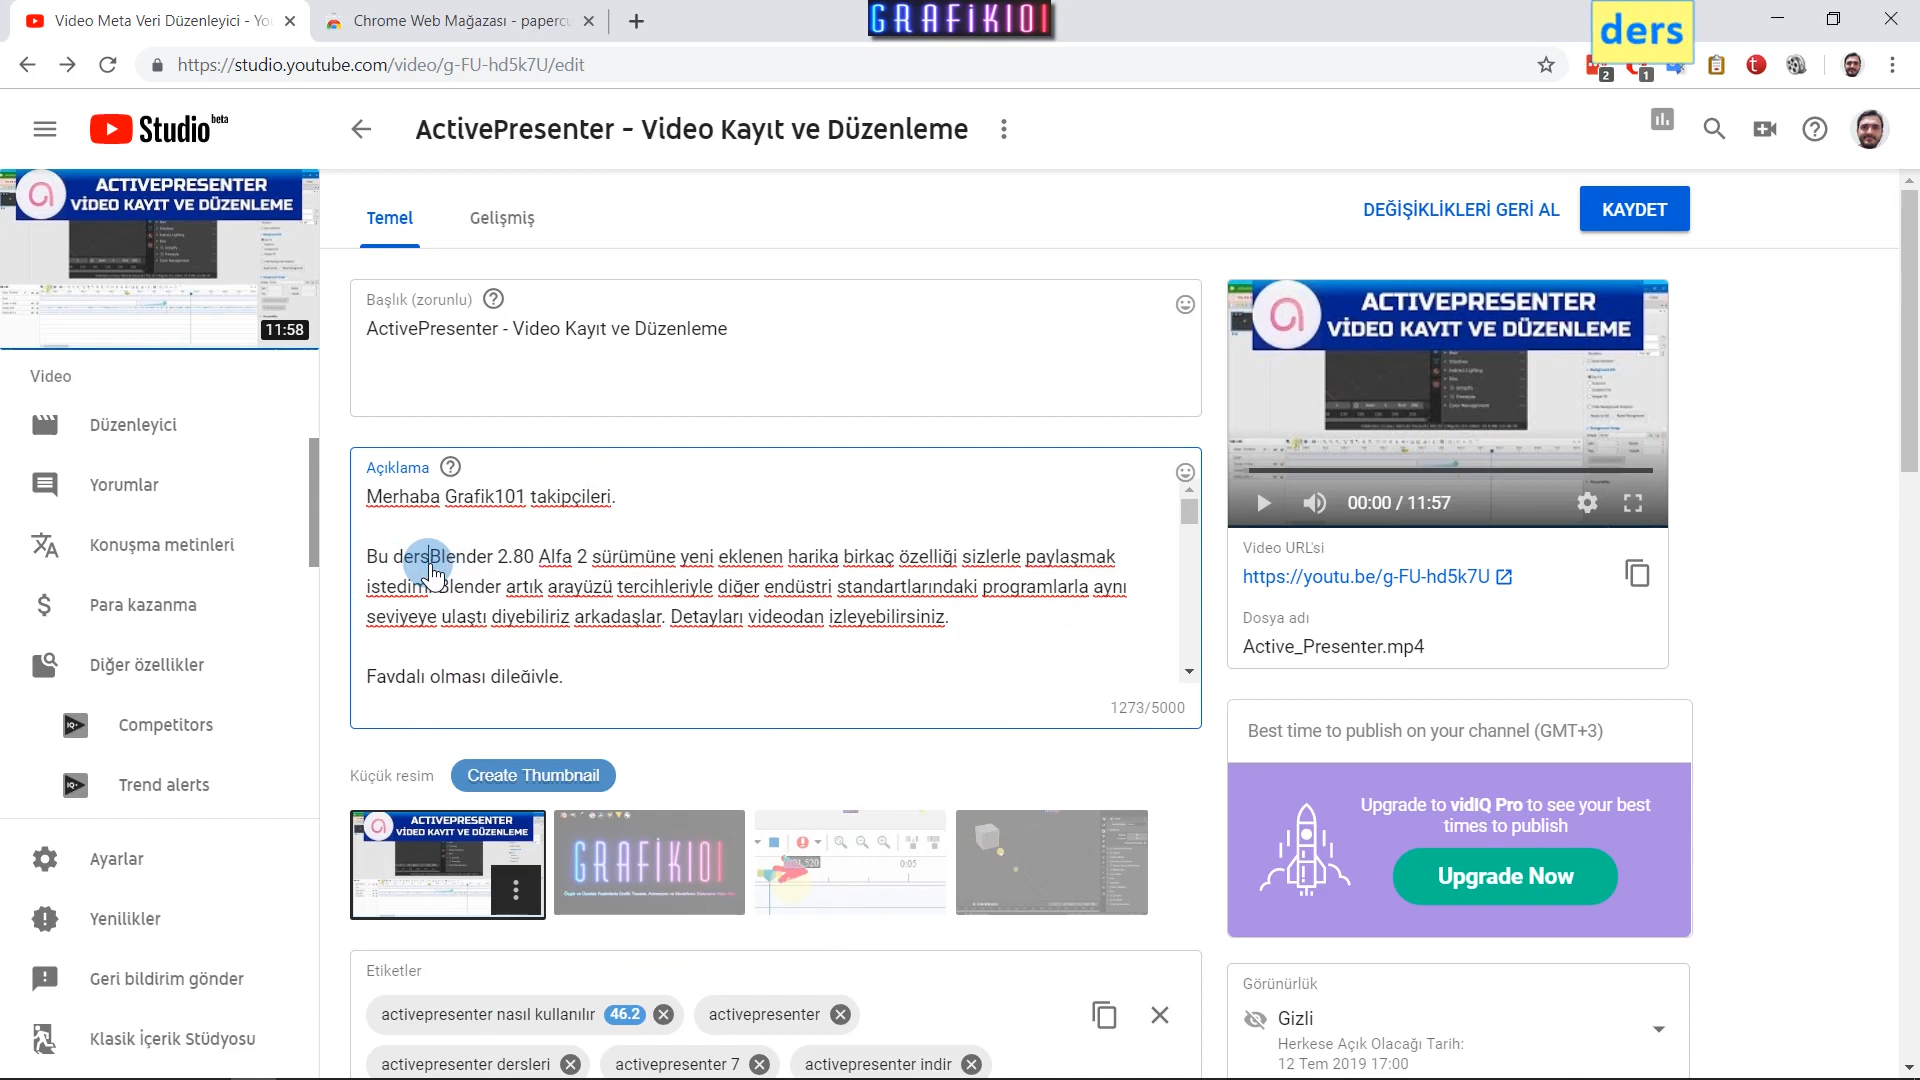 Video Meta Veri Düzenleyici - Yo
Chrome Web Mağazası - paperc
GRAFİK101
ders
https://studio.youtube.com/video/g-FU-hd5k7U/edit
2
1
Studio beta
ActivePresenter - Video Kayıt ve Düzenleme
ACTIVEPRESENTER
VİDEO KAYIT VE DÜZENLEME
11:58
Temel
Gelişmiş
DEĞİŞİKLİKLERİ GERİ AL
KAYDET
Başlık (zorunlu)
ActivePresenter - Video Kayıt ve Düzenleme
ACTIVEPRESENTER
VİDEO KAYIT VE DÜZENLEME
00:00 / 11:57
Video
Düzenleyici
Yorumlar
Konuşma metinleri
Para kazanma
Diğer özellikler
Competitors
Trend alerts
Ayarlar
Yenilikler
Geri bildirim gönder
Klasik İçerik Stüdyosu
Açıklama
Merhaba Grafik101 takipçileri.
Bu dersBlender 2.80 Alfa 2 sürümüne yeni eklenen harika birkaç özelliği sizlerle paylaşmak
istedim. Blender artık arayüzü tercihleriyle diğer endüstri standartlarındaki programlarla aynı
seviyeye ulaştı diyebiliriz arkadaşlar. Detayları videodan izleyebilirsiniz.
Faydalı olması dileğiyle.
1273/5000
Video URL'si
https://youtu.be/g-FU-hd5k7U
Dosya adı
Active_Presenter.mp4
Küçük resim
Create Thumbnail
ACTIVEPRESENTER
VİDEO KAYIT VE DÜZENLEME
GRAFİK101
0:05
Best time to publish on your channel (GMT+3)
Upgrade to vidIQ Pro to see your best
times to publish
Upgrade Now
Etiketler
activepresenter nasıl kullanılır 46.2
activepresenter
activepresenter dersleri
activepresenter 7
activepresenter indir
Görünürlük
Gizli
Herkese Açık Olacağı Tarih:
12 Tem 2019 17:00